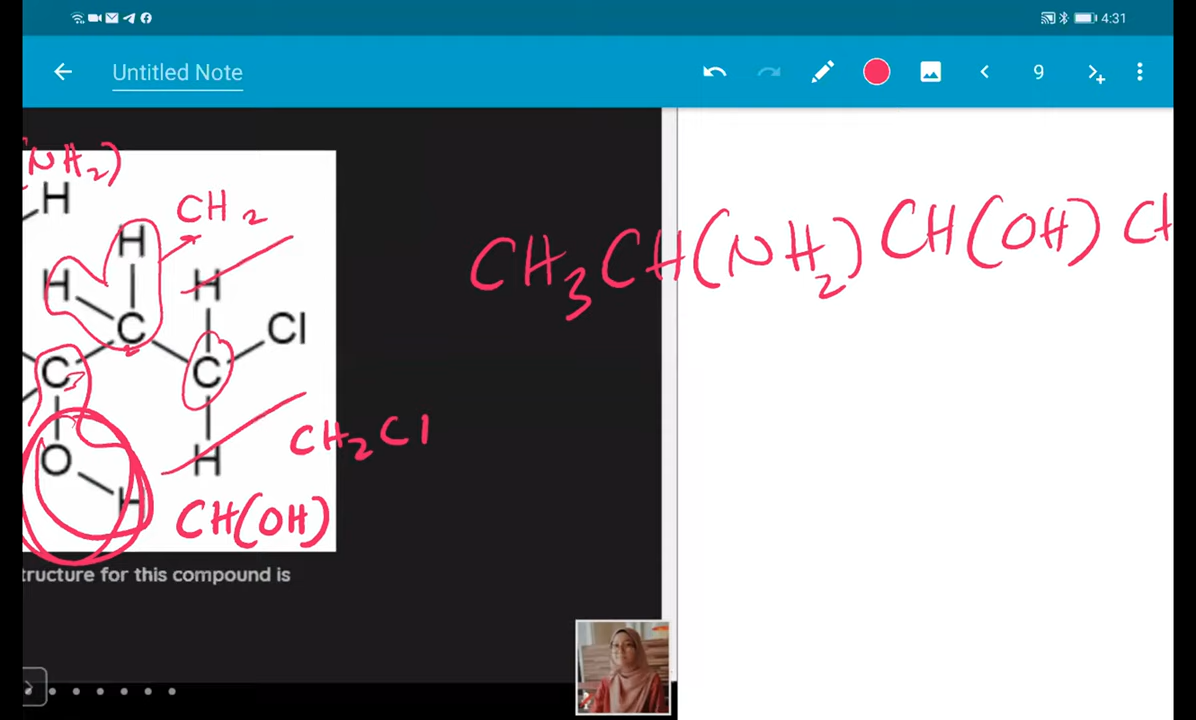 4:31
Untitled Note
9
(NH₂)
H
CH₂
H
H
H
C
C
C
Cl
O
H
H
CH₂Cl
CH(OH)
CH₃CH(NH₂)CH(OH)CH
tructure for this compound is